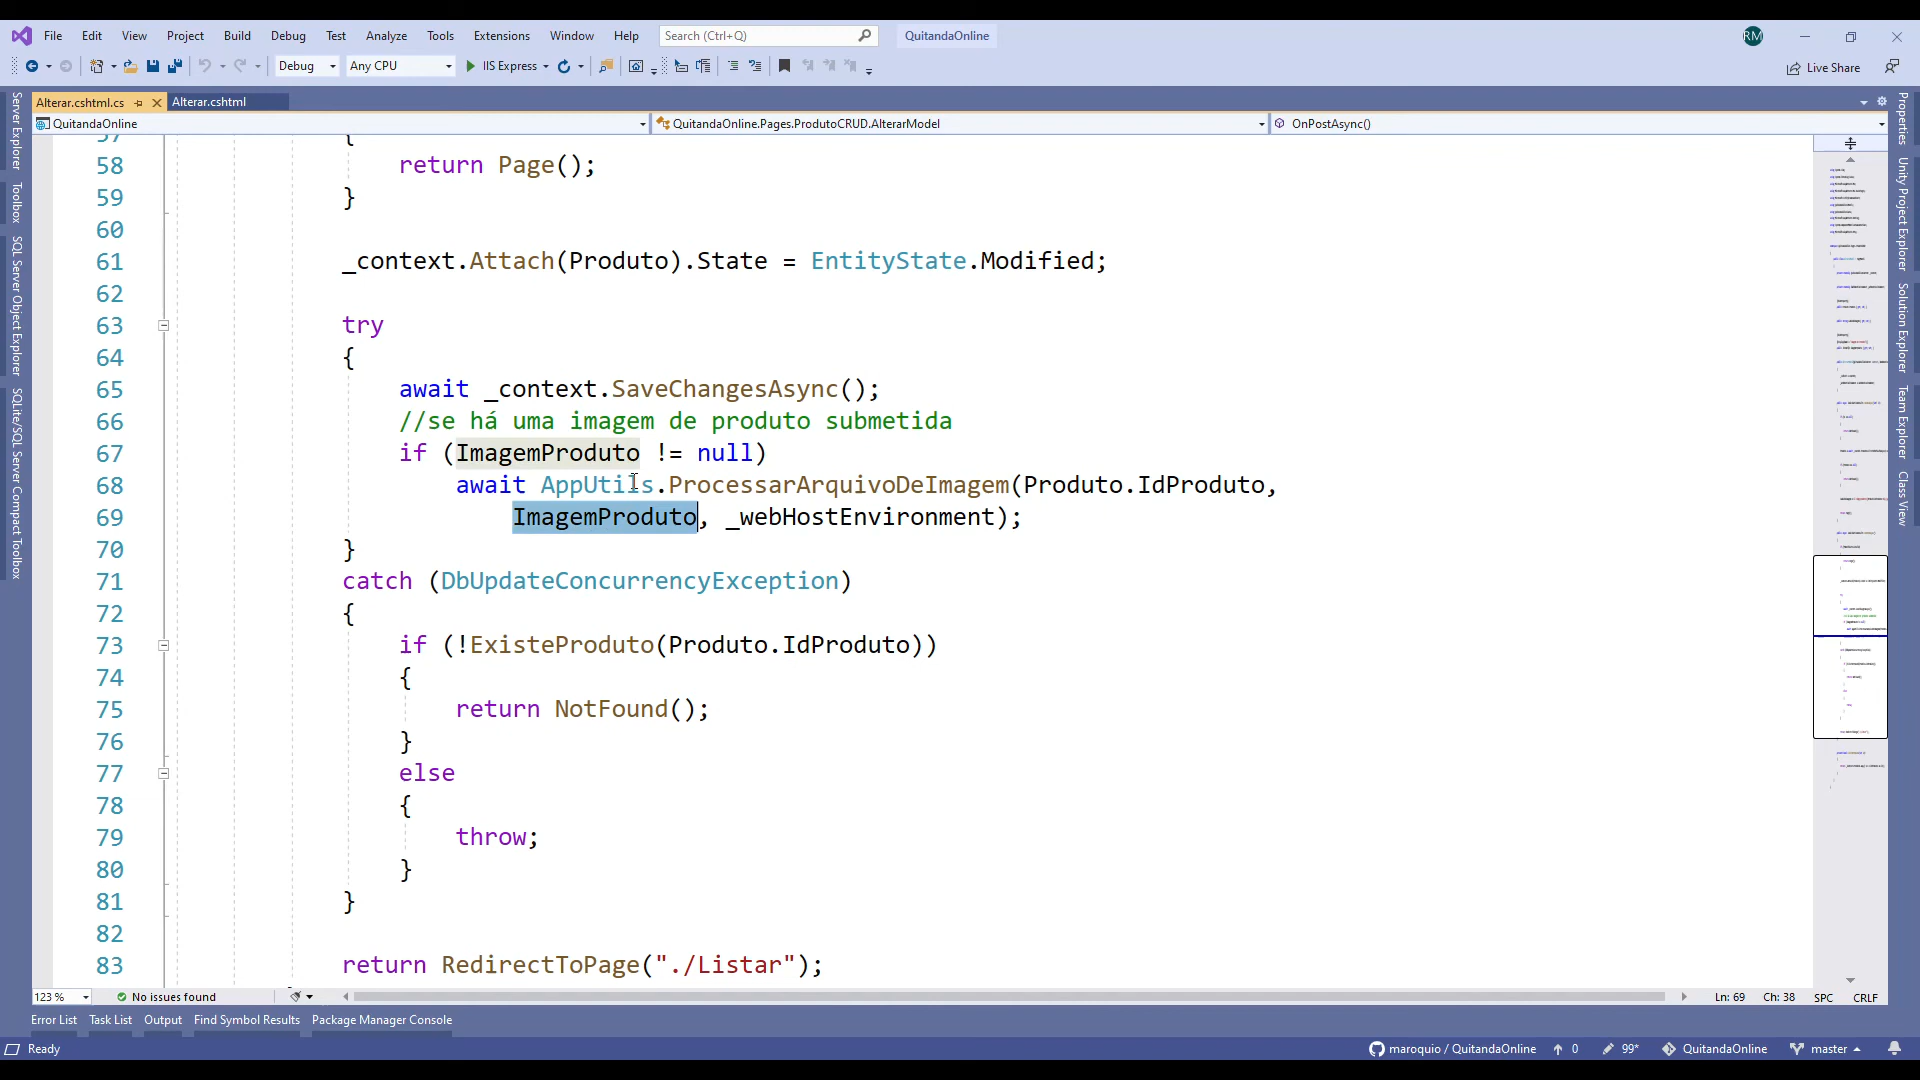 File Edit View Project Build Debug Test Analyze Tools Extensions Window Help Search (Ctrl+Q) QuitandaOnline RM
Debug Any CPU IIS Express Live Share
Alterar.cshtml.cs Alterar.cshtml
QuitandaOnline QuitandaOnline.Pages.ProdutoCRUD.AlterarModel OnPostAsync()
Server Explorer
Toolbox
SQL Server Object Explorer
SQLite/SQL Server Compact Toolbox
57 {
58 return Page();
59 }
60
61 _context.Attach(Produto).State = EntityState.Modified;
62
63 try
64 {
65 await _context.SaveChangesAsync();
66 //se há uma imagem de produto submetida
67 if (ImagemProduto != null)
68 await AppUtils.ProcessarArquivoDeImagem(Produto.IdProduto,
69 ImagemProduto, _webHostEnvironment);
70 }
71 catch (DbUpdateConcurrencyException)
72 {
73 if (!ExisteProduto(Produto.IdProduto))
74 {
75 return NotFound();
76 }
77 else
78 {
79 throw;
80 }
81 }
82
83 return RedirectToPage("./Listar");
Properties
Unity Project Explorer
Solution Explorer
Team Explorer
Class View
123 % No issues found Ln: 69 Ch: 38 SPC CRLF
Error List Task List Output Find Symbol Results Package Manager Console
Ready maroquio / QuitandaOnline 0 99* QuitandaOnline master